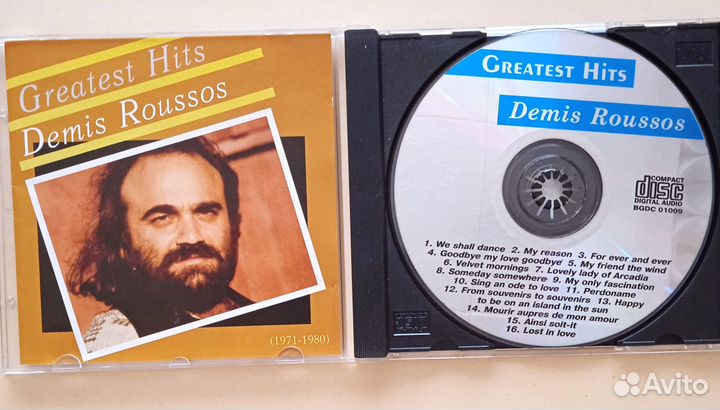 Greatest Hits
Demis Roussos
(1971-1980)
GREATEST HITS
Demis Roussos
COMPACT
disc
DIGITAL AUDIO
BGDC 01009
1. We shall dance 2. My reason 3. For ever and ever
4. Goodbye my love goodbye 5. My friend the wind
6. Velvet mornings 7. Lovely lady of Arcadia
8. Someday somewhere 9. My only fascination
10. Sing an ode to love 11. Perdoname
12. From souvenirs to souvenirs 13. Happy
to be on an island in the sun
14. Mourir aupres de mon amour
15. Ainsi soit-it
16. Lost in love
Avito